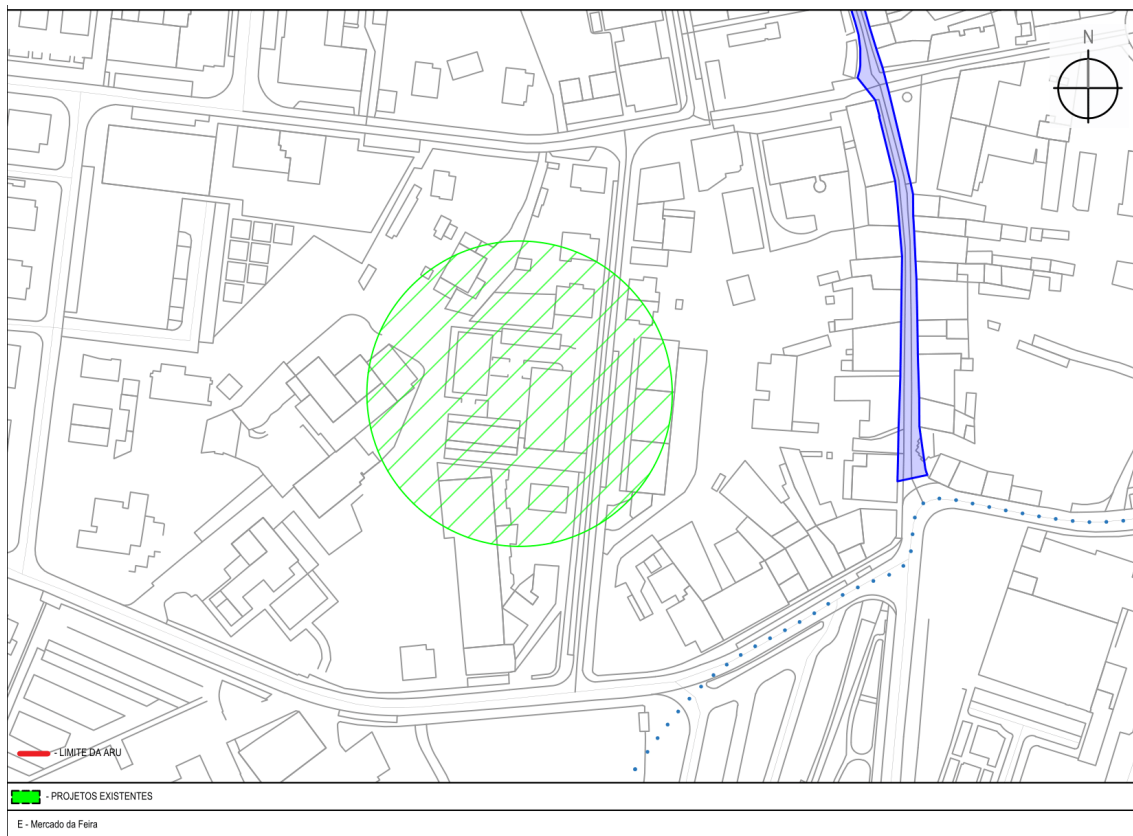 N
- LIMITE DA ARU
- PROJETOS EXISTENTES
E - Mercado da Feira